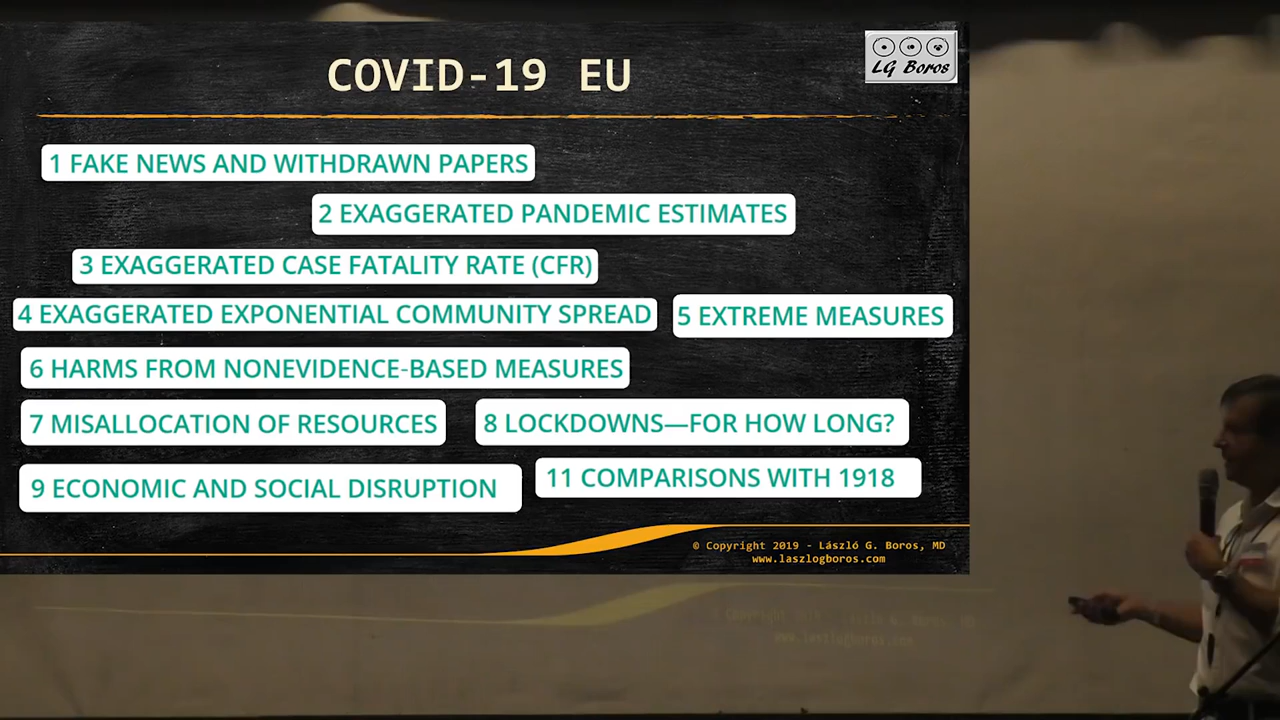 COVID-19 EU
LG Boros
1 FAKE NEWS AND WITHDRAWN PAPERS
2 EXAGGERATED PANDEMIC ESTIMATES
3 EXAGGERATED CASE FATALITY RATE (CFR)
4 EXAGGERATED EXPONENTIAL COMMUNITY SPREAD
5 EXTREME MEASURES
6 HARMS FROM NONEVIDENCE-BASED MEASURES
7 MISALLOCATION OF RESOURCES
8 LOCKDOWNS—FOR HOW LONG?
9 ECONOMIC AND SOCIAL DISRUPTION
11 COMPARISONS WITH 1918
© Copyright 2019 - László G. Boros, MD
www.laszlogboros.com